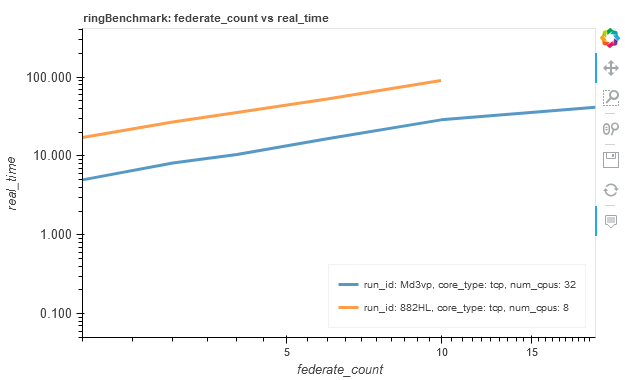 ringBenchmark: federate_count vs real_time
100.000
10.000
1.000
0.100
real_time
5
10
15
federate_count
run_id: Md3vp, core_type: tcp, num_cpus: 32
run_id: 882HL, core_type: tcp, num_cpus: 8